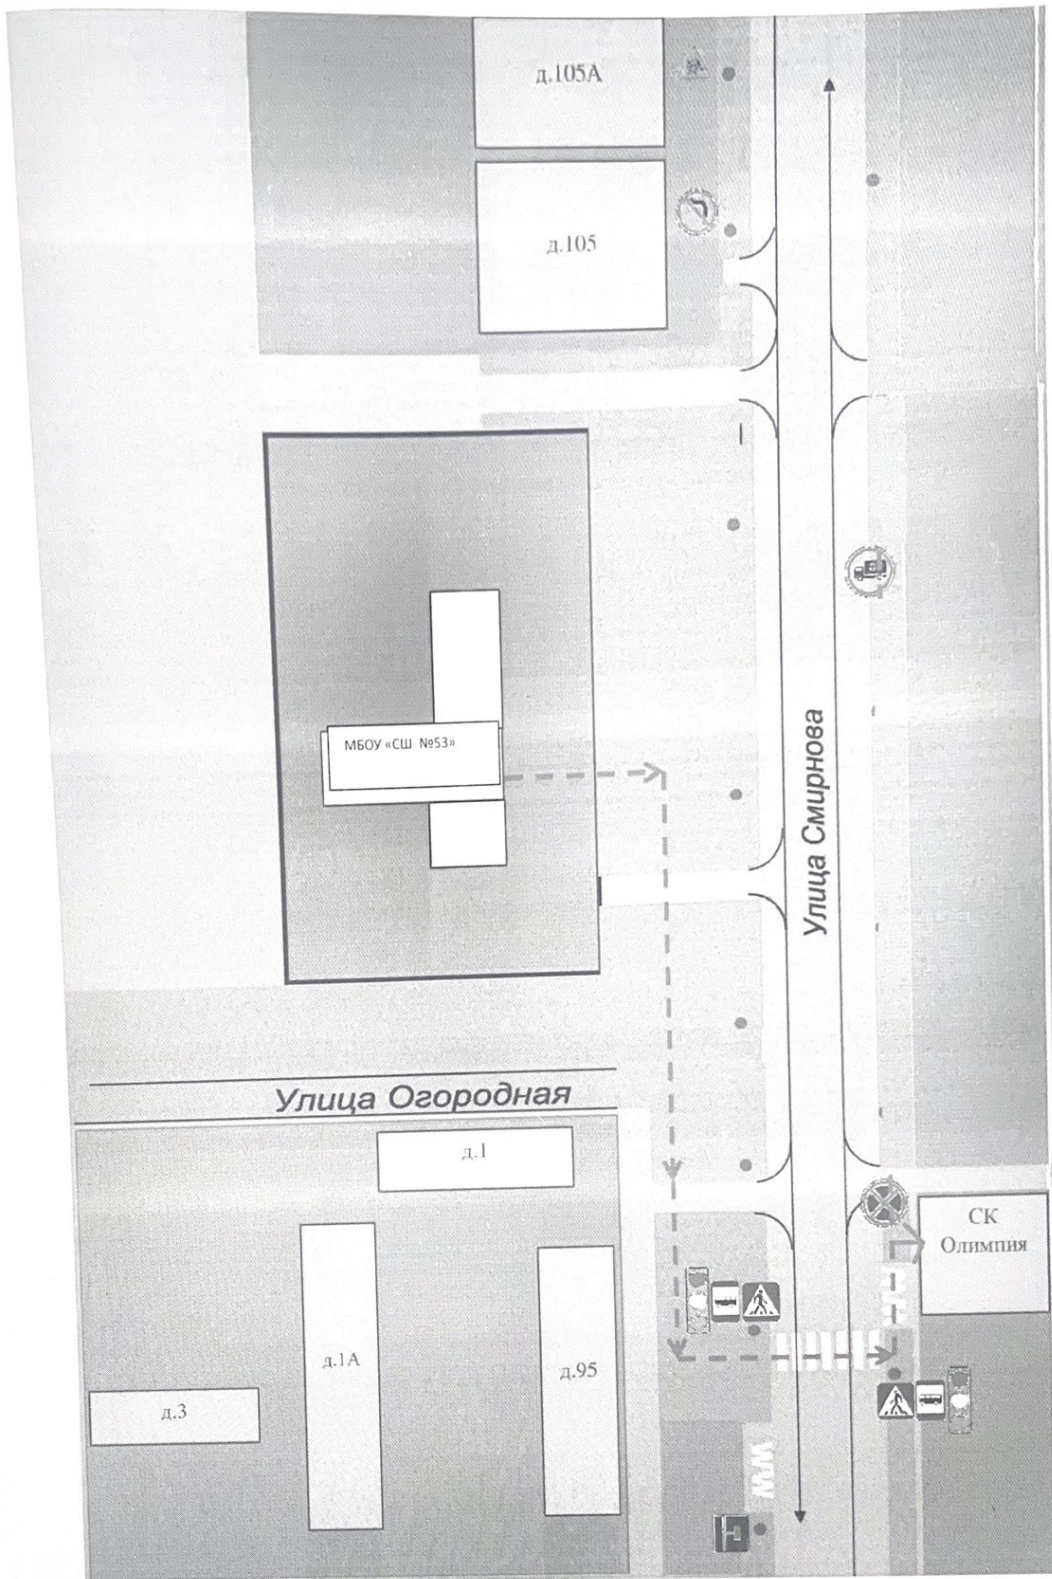 д.105А
д.105
МБОУ «СШ №53»
Улица Смирнова
Улица Огородная
д.1
СК
Олимпия
д.1А
д.95
д.3